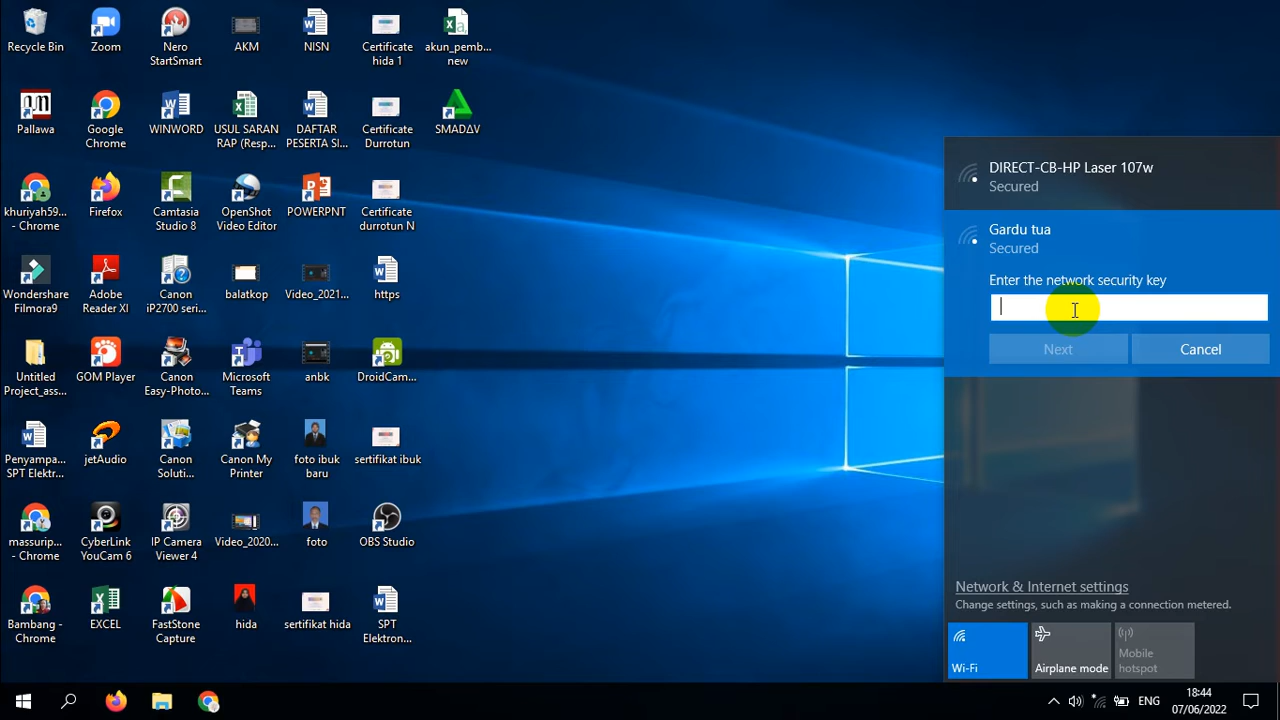 Recycle Bin
Zoom
Nero
StartSmart
AKM
NISN
Certificate
hida 1
akun_pemb...
new
Pallawa
Google
Chrome
WINWORD
USUL SARAN
RAP (Resp...
DAFTAR
PESERTA SI...
Certificate
Durrotun
SMADΔV
khuriyah59...
- Chrome
Firefox
Camtasia
Studio 8
OpenShot
Video Editor
POWERPNT
Certificate
durrotun N
Wondershare
Filmora9
Adobe
Reader XI
Canon
iP2700 seri...
balatkop
Video_2021...
https
Untitled
Project_ass...
GOM Player
Canon
Easy-Photo...
Microsoft
Teams
anbk
DroidCam...
Penyampa...
SPT Elektr...
jetAudio
Canon
Soluti...
Canon My
Printer
foto ibuk
baru
sertifikat ibuk
massurip...
- Chrome
CyberLink
YouCam 6
IP Camera
Viewer 4
Video_2020...
foto
OBS Studio
Bambang -
Chrome
EXCEL
FastStone
Capture
hida
sertifikat hida
SPT
Elektron...
DIRECT-CB-HP Laser 107w
Secured
Gardu tua
Secured
Enter the network security key
Next
Cancel
Network & Internet settings
Change settings, such as making a connection metered.
Wi-Fi
Airplane mode
Mobile
hotspot
ENG
18:44
07/06/2022